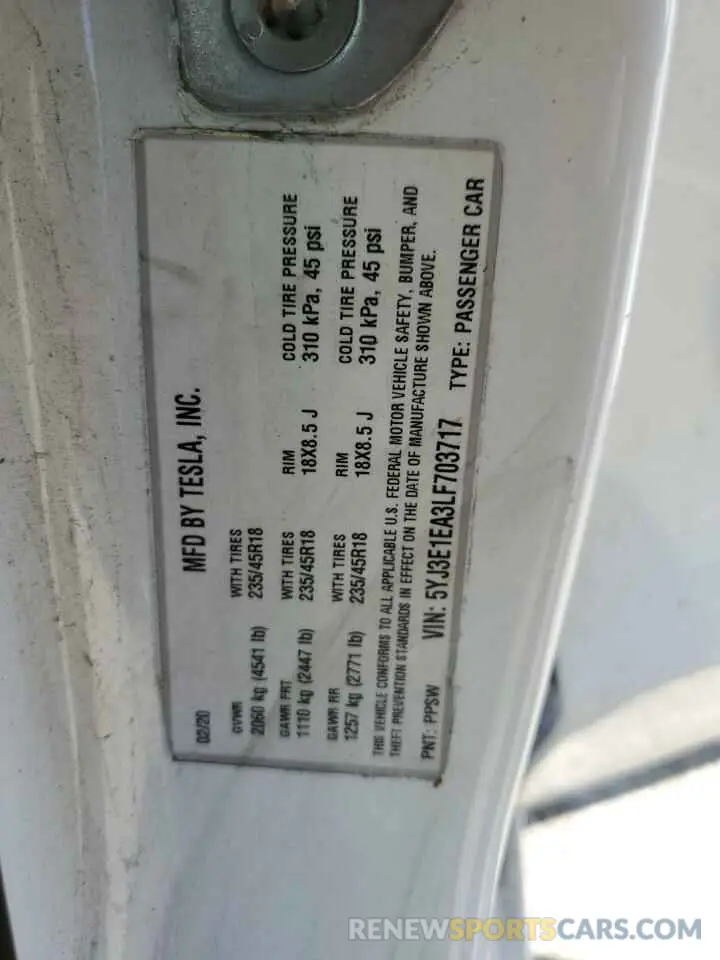 MFD BY TESLA, INC.
02/20
GVWR WITH TIRES
2060 kg (4541 lb) 235/45R18
GAWR FRT WITH TIRES RIM COLD TIRE PRESSURE
1110 kg (2447 lb) 235/45R18 18X8.5 J 310 kPa, 45 psi
GAWR RR WITH TIRES RIM COLD TIRE PRESSURE
1257 kg (2771 lb) 235/45R18 18X8.5 J 310 kPa, 45 psi
THIS VEHICLE CONFORMS TO ALL APPLICABLE U.S. FEDERAL MOTOR VEHICLE SAFETY, BUMPER, AND
THEFT PREVENTION STANDARDS IN EFFECT ON THE DATE OF MANUFACTURE SHOWN ABOVE.
PNT: PPSW VIN: 5YJ3E1EA3LF703717 TYPE: PASSENGER CAR
RENEWSPORTSCARS.COM